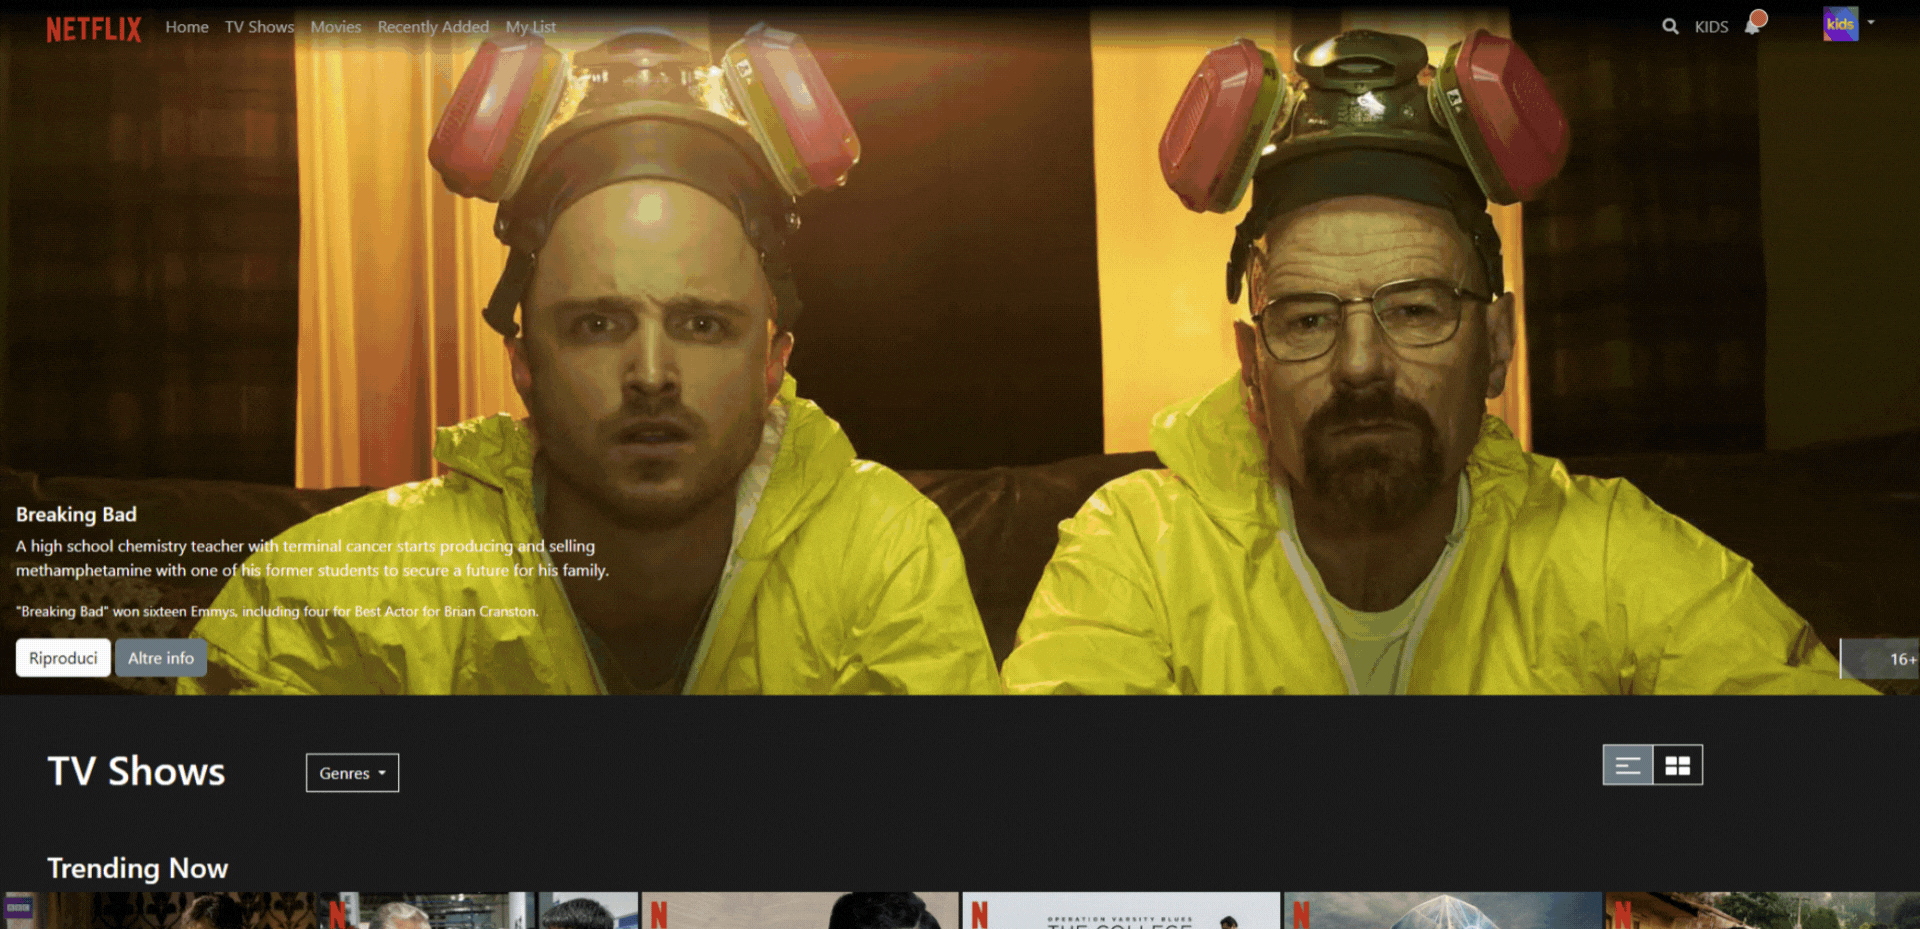 NETFLIX Home TV Shows Movies Recently Added My List KIDS kids
Breaking Bad
A high school chemistry teacher with terminal cancer starts producing and selling
methamphetamine with one of his former students to secure a future for his family.
"Breaking Bad" won sixteen Emmys, including four for Best Actor for Brian Cranston.
Riproduci Altre info
16+
TV Shows Genres
Trending Now
BBC
N N OPERATION VARSITY BLUES N N N
THE COLLEGE